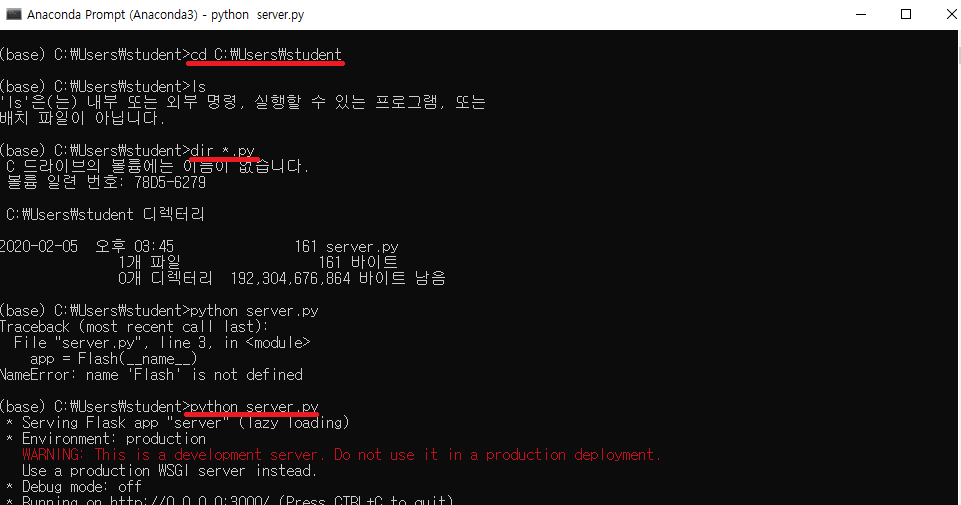 Anaconda Prompt (Anaconda3) - python  server.py
(base) C:₩Users₩student>cd C:₩Users₩student
(base) C:₩Users₩student>ls
'ls'은(는) 내부 또는 외부 명령, 실행할 수 있는 프로그램, 또는
배치 파일이 아닙니다.
(base) C:₩Users₩student>dir *.py
 C 드라이브의 볼륨에는 이름이 없습니다.
 볼륨 일련 번호: 78D5-6279
 C:₩Users₩student 디렉터리
2020-02-05  오후 03:45               161 server.py
               1개 파일                 161 바이트
               0개 디렉터리  192,304,676,864 바이트 남음
(base) C:₩Users₩student>python server.py
Traceback (most recent call last):
  File "server.py", line 3, in <module>
    app = Flash(__name__)
NameError: name 'Flash' is not defined
(base) C:₩Users₩student>python server.py
 * Serving Flask app "server" (lazy loading)
 * Environment: production
   WARNING: This is a development server. Do not use it in a production deployment.
   Use a production WSGI server instead.
 * Debug mode: off
 * Running on http://0.0.0.0:3000/ (Press CTRL+C to quit)